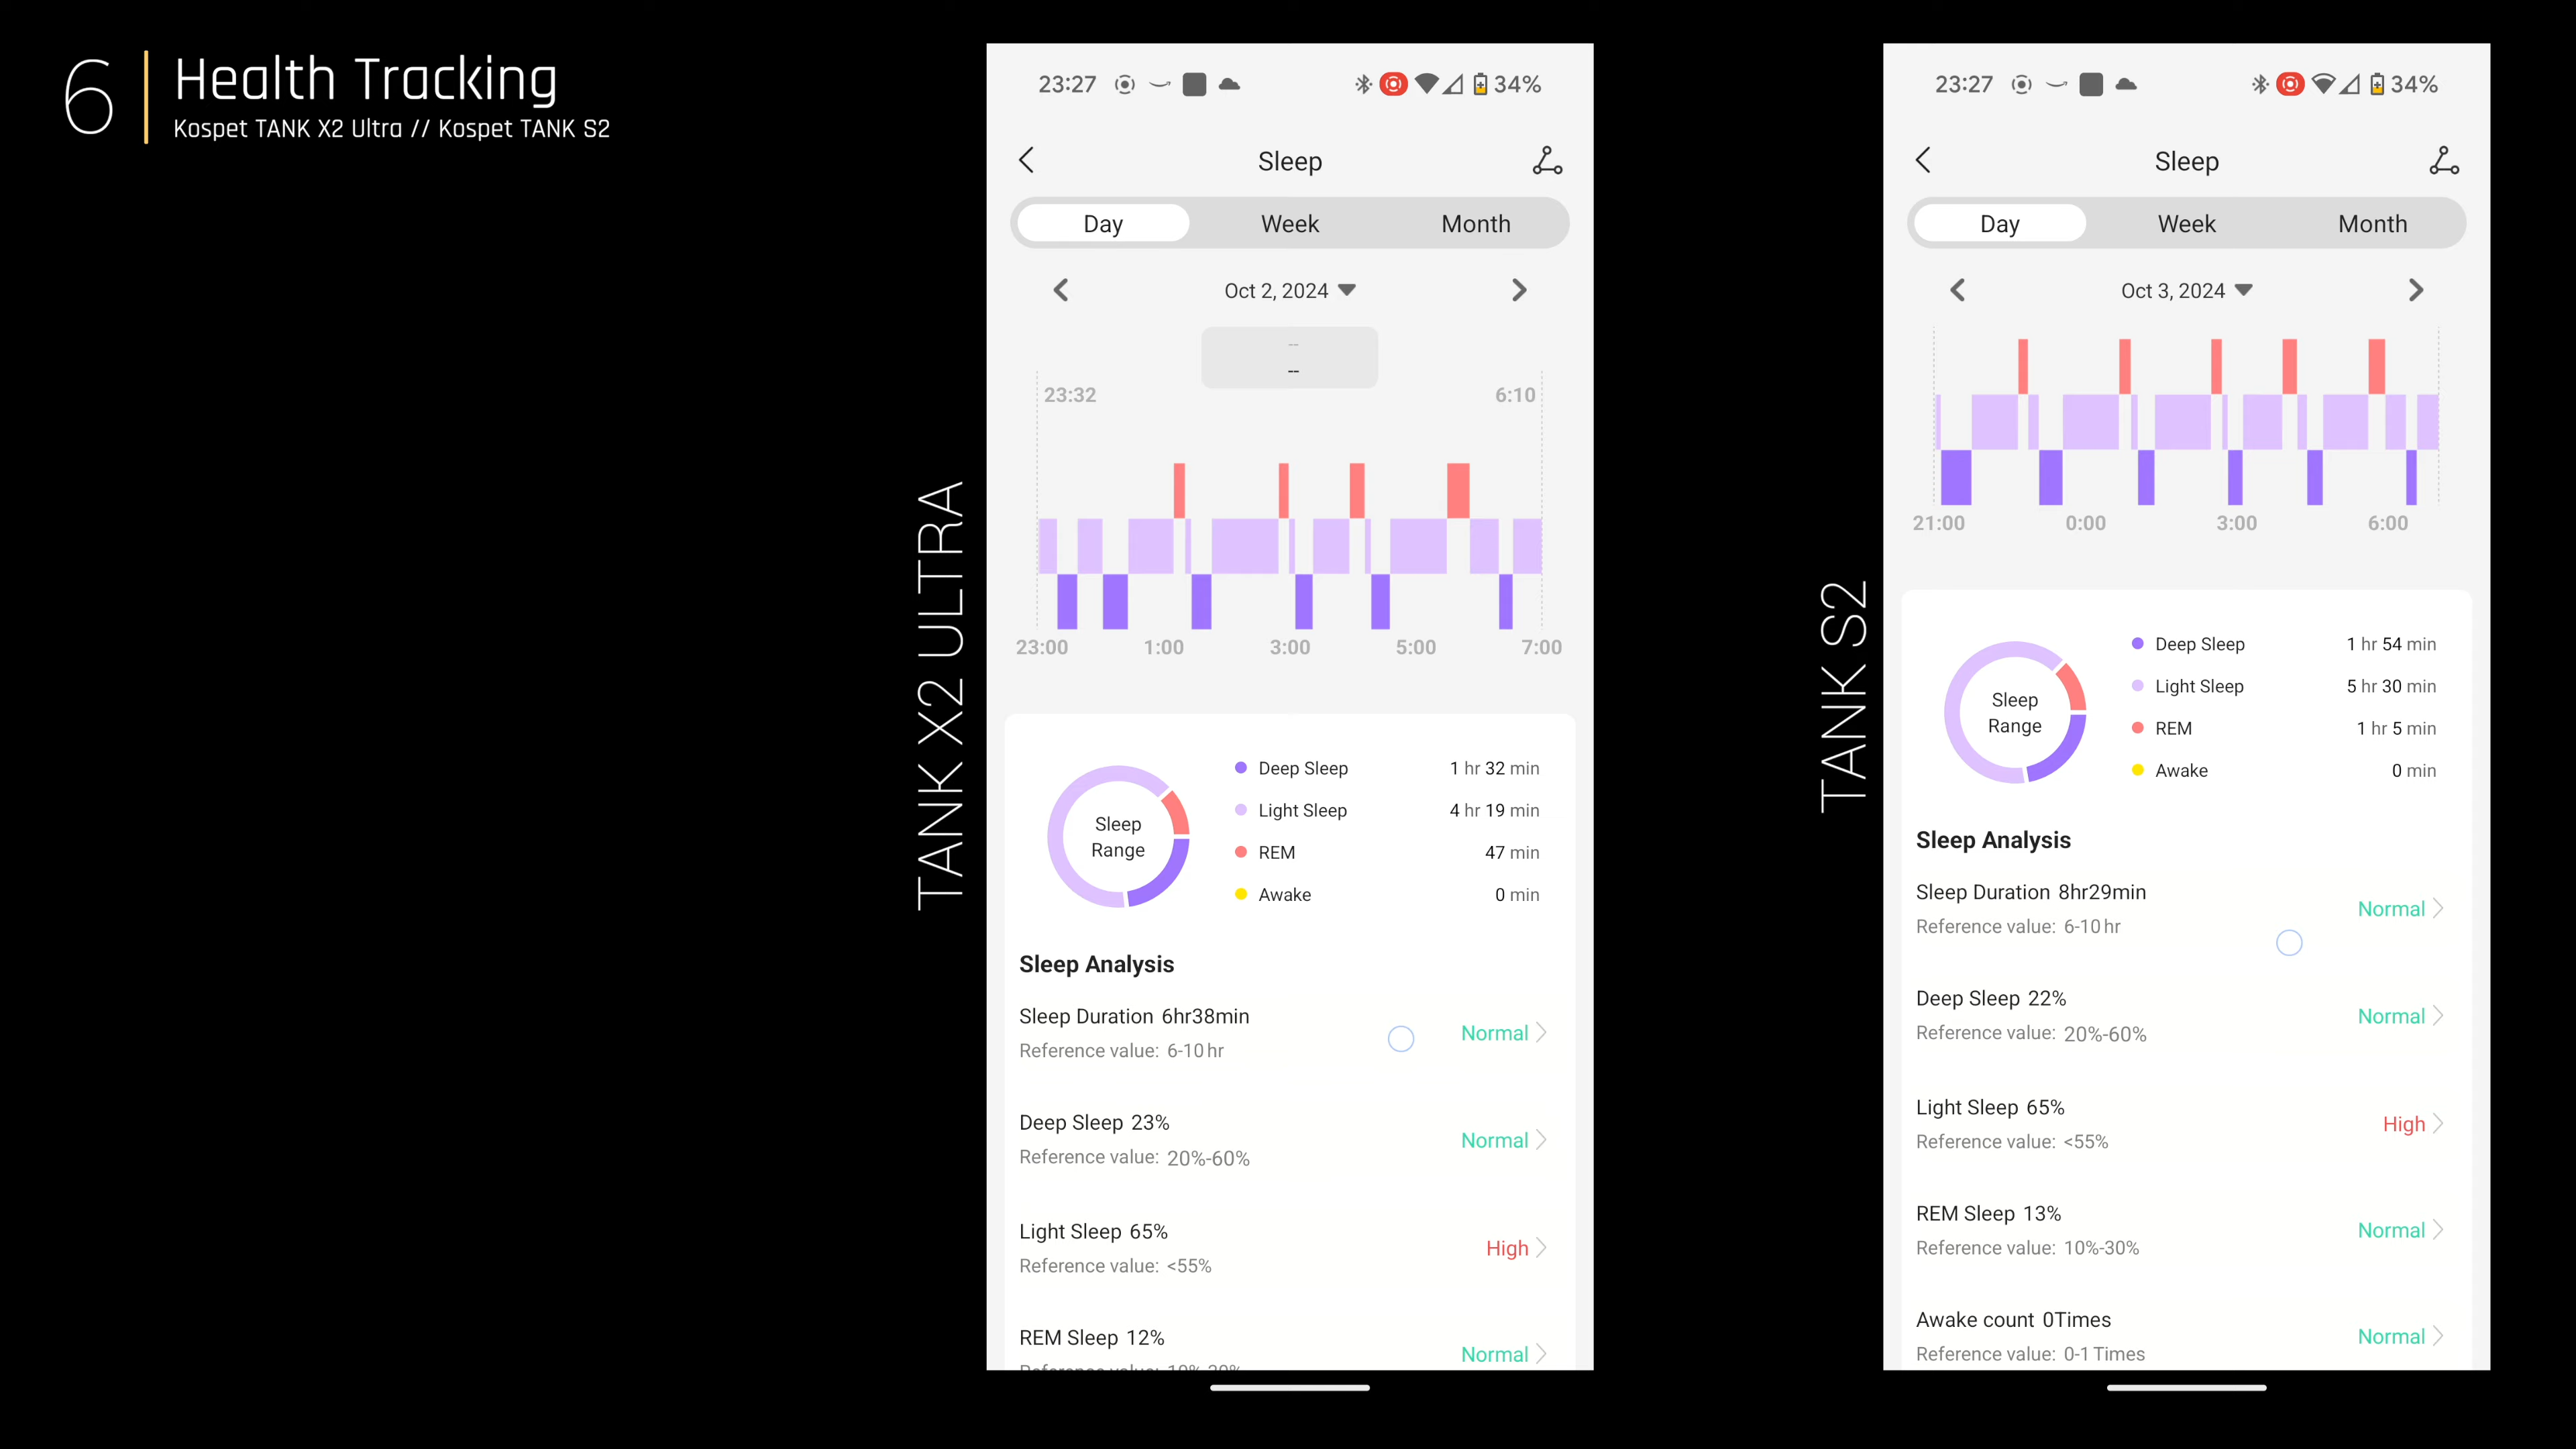 6
Health Tracking
Kospet TANK X2 Ultra // Kospet TANK S2
TANK X2 ULTRA
23:27
34%
Sleep
Day Week Month
Oct 2, 2024
--
--
23:32 6:10
23:00 1:00 3:00 5:00 7:00
Sleep
Range
Deep Sleep 1 hr 32 min
Light Sleep 4 hr 19 min
REM 47 min
Awake 0 min
Sleep Analysis
Sleep Duration 6hr38min
Normal
Reference value: 6-10 hr
Deep Sleep 23%
Normal
Reference value: 20%-60%
Light Sleep 65%
High
Reference value: <55%
REM Sleep 12%
Normal
Reference value: 10%-30%
TANK S2
23:27
34%
Sleep
Day Week Month
Oct 3, 2024
21:00 0:00 3:00 6:00
Sleep
Range
Deep Sleep 1 hr 54 min
Light Sleep 5 hr 30 min
REM 1 hr 5 min
Awake 0 min
Sleep Analysis
Sleep Duration 8hr29min
Normal
Reference value: 6-10 hr
Deep Sleep 22%
Normal
Reference value: 20%-60%
Light Sleep 65%
High
Reference value: <55%
REM Sleep 13%
Normal
Reference value: 10%-30%
Awake count 0Times
Normal
Reference value: 0-1 Times